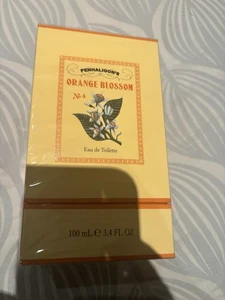 PENHALIGON'S
ORANGE BLOSSOM
No. 4
Eau de Toilette
100 mL ℮ 3.4 FL OZ